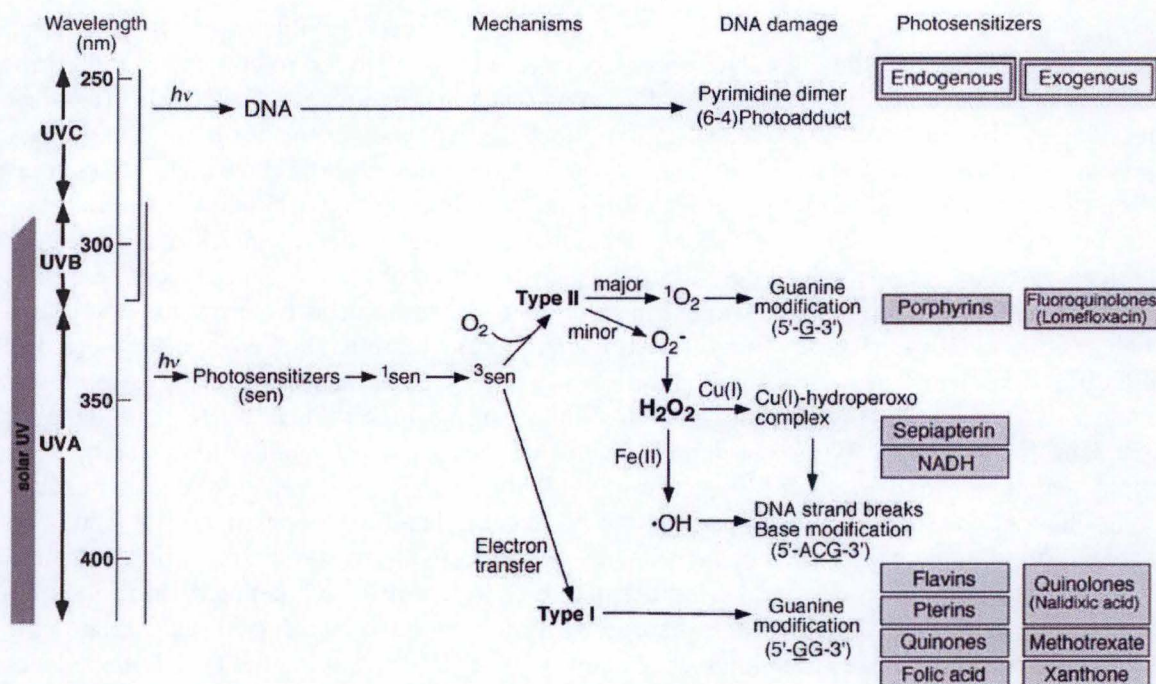 Wavelength
(nm)
Mechanisms
DNA damage
Photosensitizers
Endogenous
Exogenous
250
hν
DNA
Pyrimidine dimer
(6-4)Photoadduct
UVC
300
UVB
solar UV
UVA
Type II
major
¹O₂
Guanine
modification
(5'-G-3')
Porphyrins
Fluoroquinolones
(Lomefloxacin)
O₂
minor
O₂⁻
hν
Photosensitizers
(sen)
¹sen
³sen
350
H₂O₂
Cu(I)
Cu(I)-hydroperoxo
complex
Sepiapterin
NADH
Fe(II)
·OH
DNA strand breaks
Base modification
(5'-ACG-3')
400
Electron
transfer
Type I
Guanine
modification
(5'-GG-3')
Flavins
Pterins
Quinones
Folic acid
Quinolones
(Nalidixic acid)
Methotrexate
Xanthone